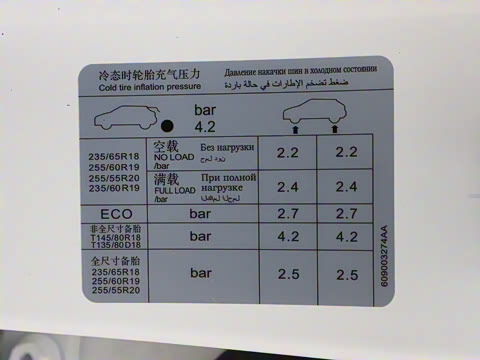 冷态时轮胎充气压力
Cold tire inflation pressure
Давление накачки шин в холодном состоянии
ضغط تضخم الإطارات في حالة باردة
bar
4.2
235/65R18
255/60R19
255/55R20
235/60R19
空载
NO LOAD
/bar
Без нагрузки
2.2
2.2
满载
FULL LOAD
/bar
При полной
нагрузке
2.4
2.4
ECO
bar
2.7
2.7
非全尺寸备胎
T145/80R18
T135/80D18
bar
4.2
4.2
全尺寸备胎
235/65R18
255/60R19
255/55R20
bar
2.5
2.5
609003274AA